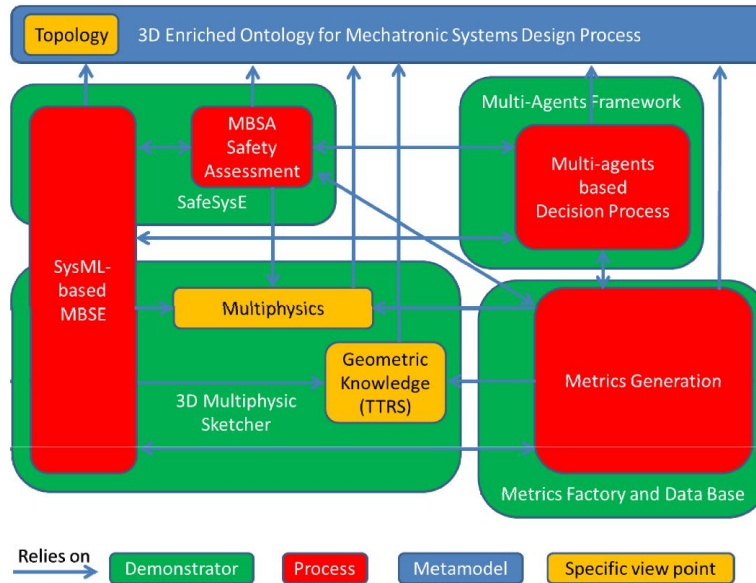 Topology
3D Enriched Ontology for Mechatronic Systems Design Process
MBSA
Safety
Assessment
SafeSysE
Multi-Agents Framework
Multi-agents
based
Decision Process
SysML-
based
MBSE
Multiphysics
Geometric
Knowledge
(TTRS)
3D Multiphysic
Sketcher
Metrics Generation
Metrics Factory and Data Base
Relies on
Demonstrator
Process
Metamodel
Specific view point